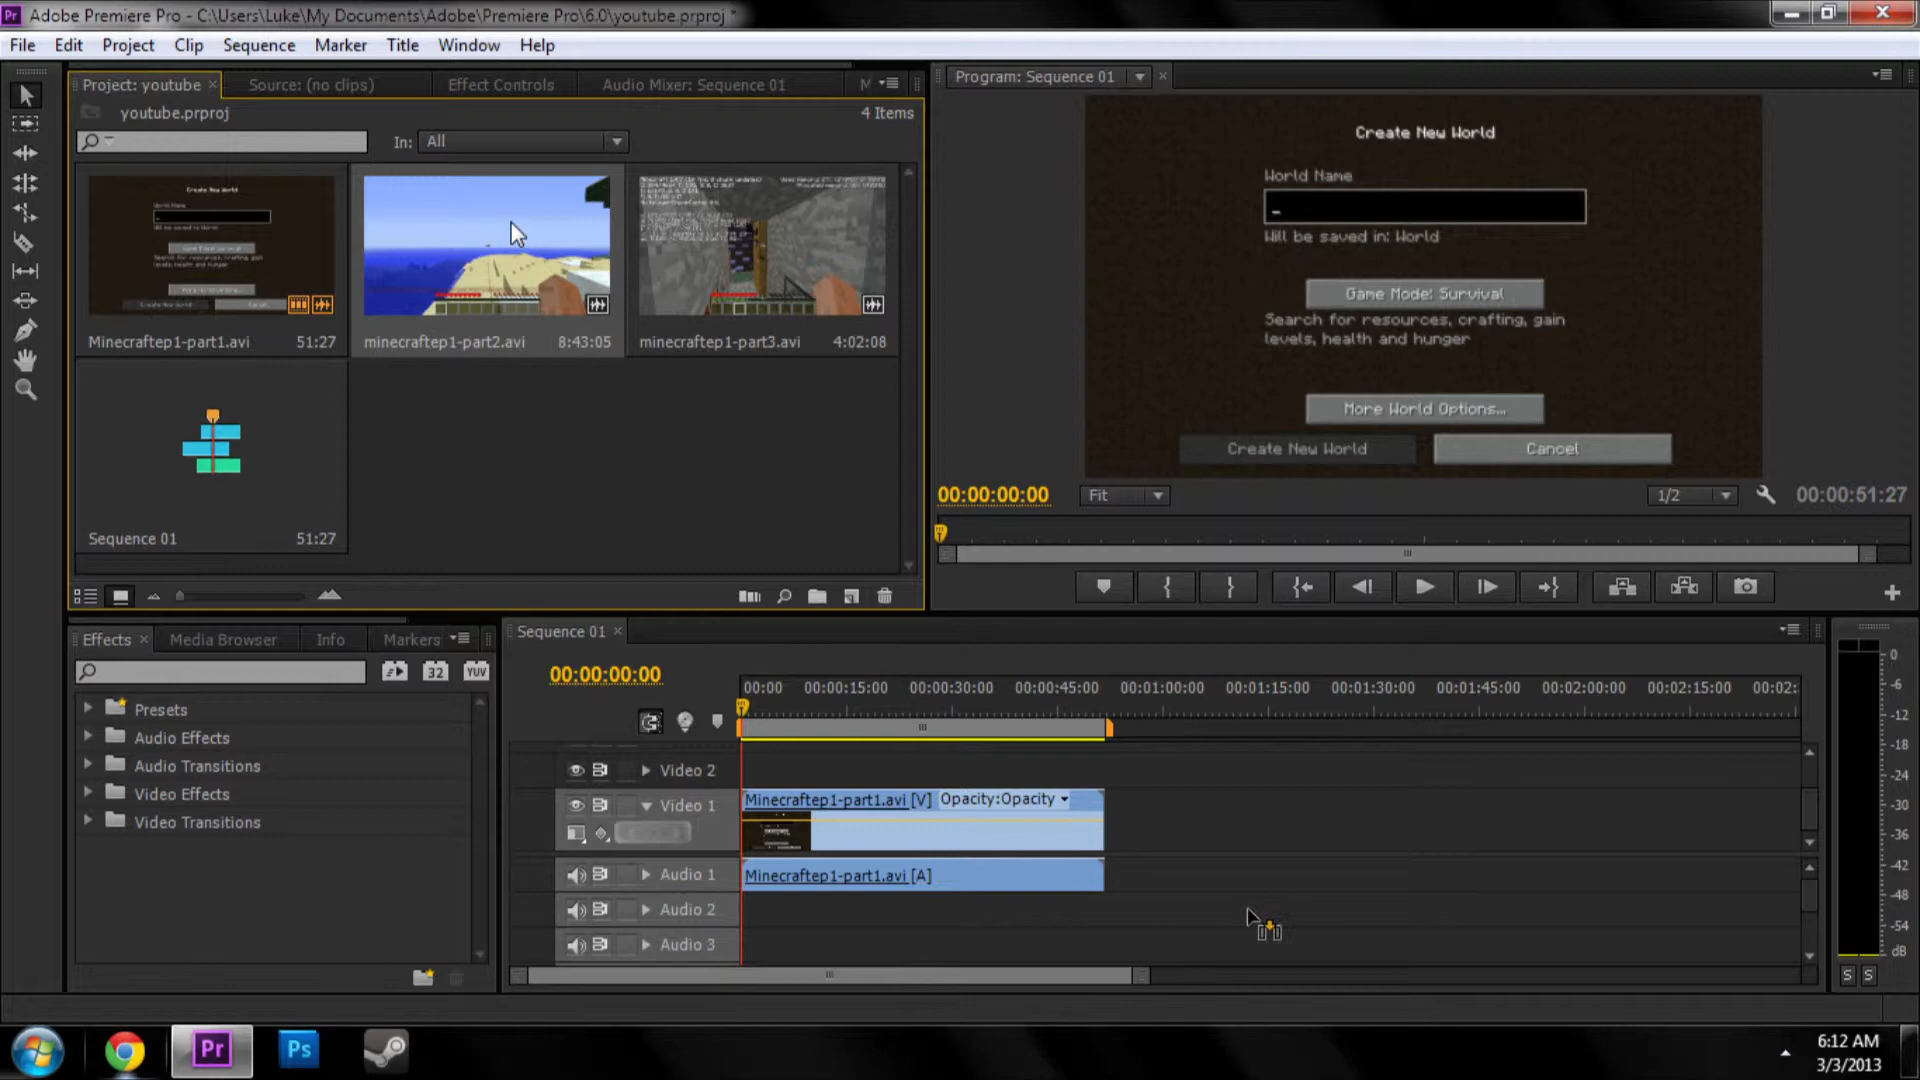 Adobe Premiere Pro - C:\Users\Luke\My Documents\Adobe\Premiere Pro\6.0\youtube.prproj *
File Edit Project Clip Sequence Marker Title Window Help
Project: youtube Source: (no clips) Effect Controls Audio Mixer: Sequence 01 M
youtube.prproj 4 Items
In: All
Minecraftep1-part1.avi 51:27
minecraftep1-part2.avi 8:43:05
minecraftep1-part3.avi 4:02:08
Sequence 01 51:27
Program: Sequence 01
Create New World
World Name
_
Will be saved in: World
Game Mode: Survival
Search for resources, crafting, gain
levels, health and hunger
More World Options...
Create New World Cancel
00:00:00:00 Fit 1/2 00:00:51:27
Effects Media Browser Info Markers
32 YUV
Presets
Audio Effects
Audio Transitions
Video Effects
Video Transitions
Sequence 01
00:00:00:00
00:00 00:00:15:00 00:00:30:00 00:00:45:00 00:01:00:00 00:01:15:00 00:01:30:00 00:01:45:00 00:02:00:00 00:02:15:00 00:02:
Video 2
Video 1 Minecraftep1-part1.avi [V] Opacity:Opacity
Audio 1 Minecraftep1-part1.avi [A]
Audio 2
Audio 3
0
-6
-12
-18
-24
-30
-36
-42
-48
-54
dB
S S
Pr Ps
6:12 AM
3/3/2013